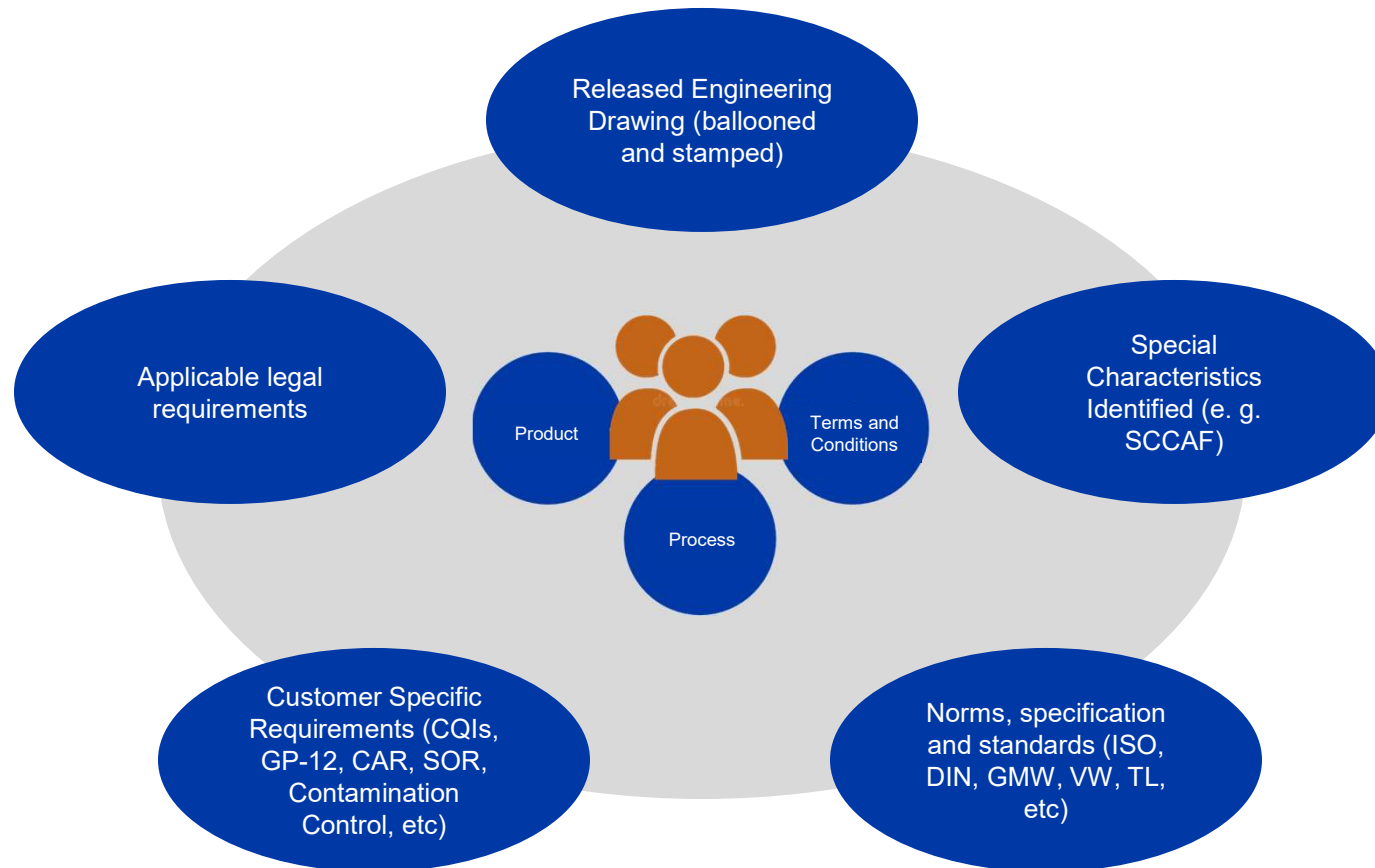 Released Engineering
Drawing (ballooned
and stamped)
Applicable legal
requirements
Special
Characteristics
Identified (e. g.
SCCAF)
Product
Terms and
Conditions
Process
Customer Specific
Requirements (CQIs,
GP-12, CAR, SOR,
Contamination
Control, etc)
Norms, specification
and standards (ISO,
DIN, GMW, VW, TL,
etc)